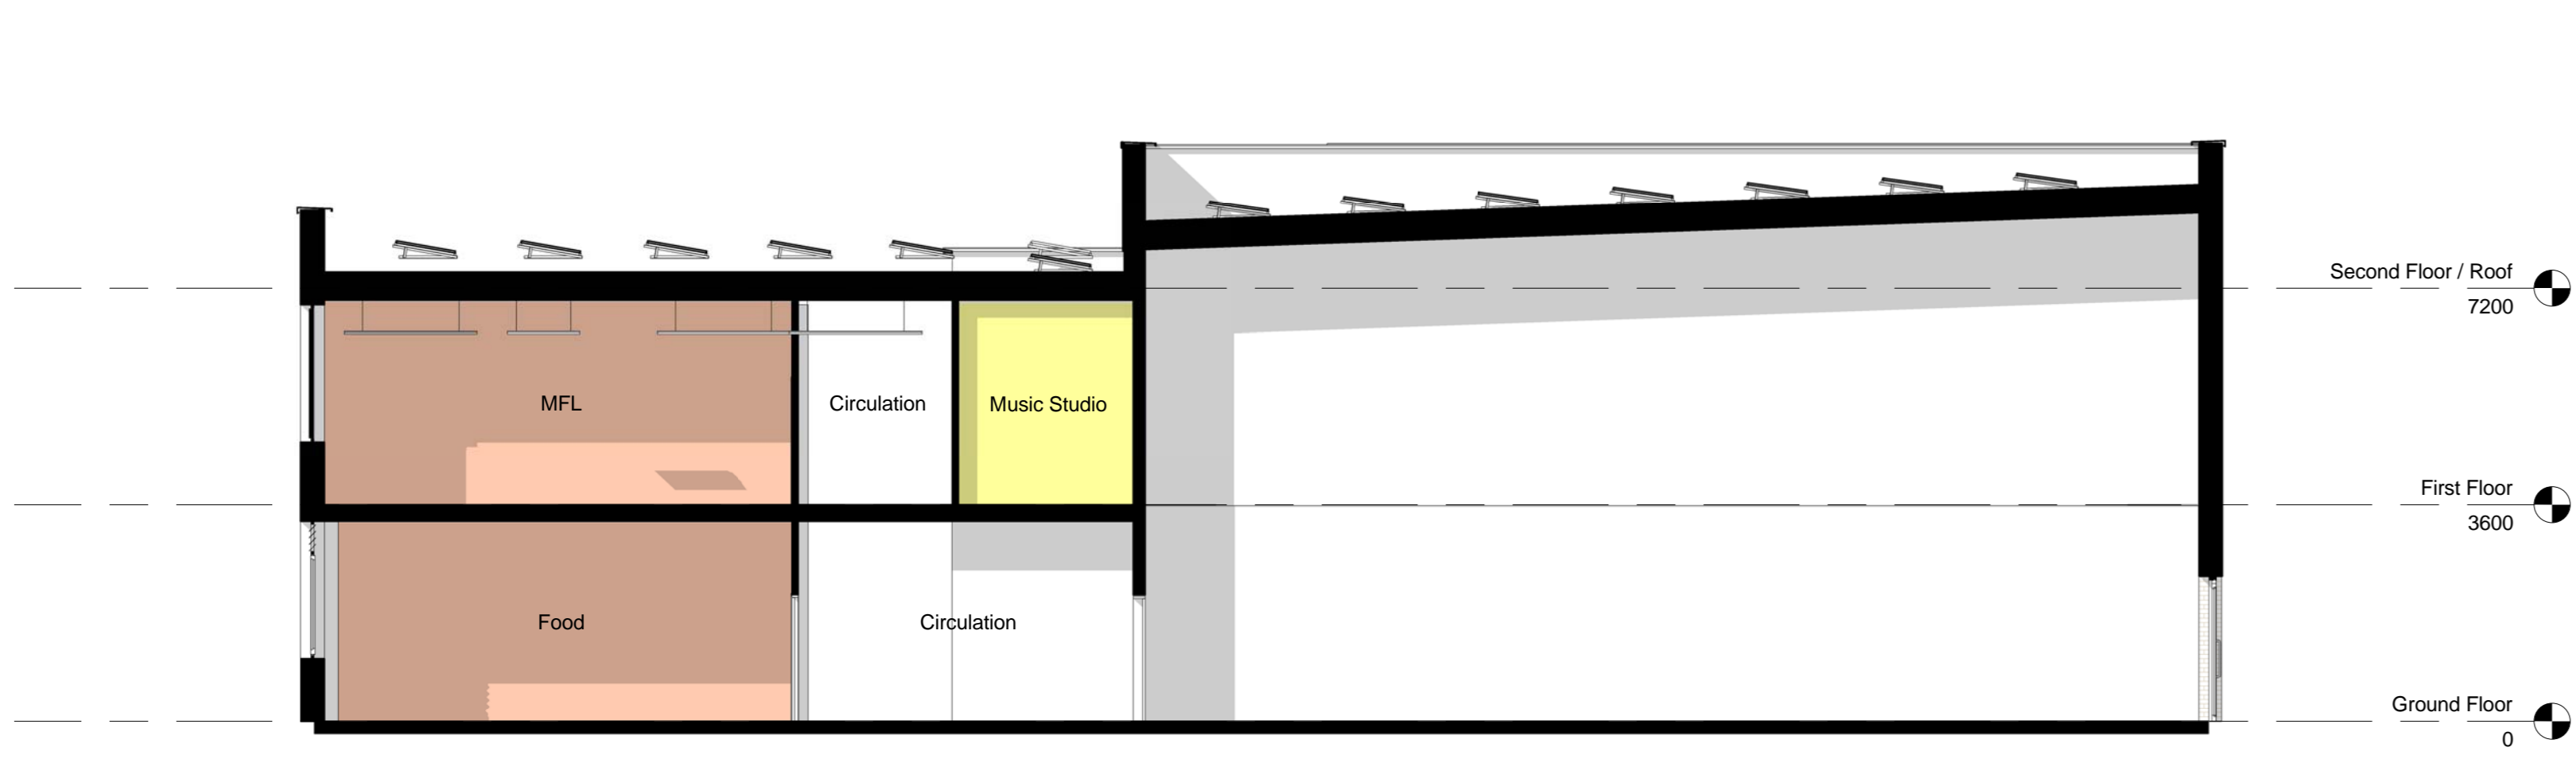 Second Floor / Roof
7200
MFL
Circulation
Music Studio
First Floor
3600
Food
Circulation
Ground Floor
0